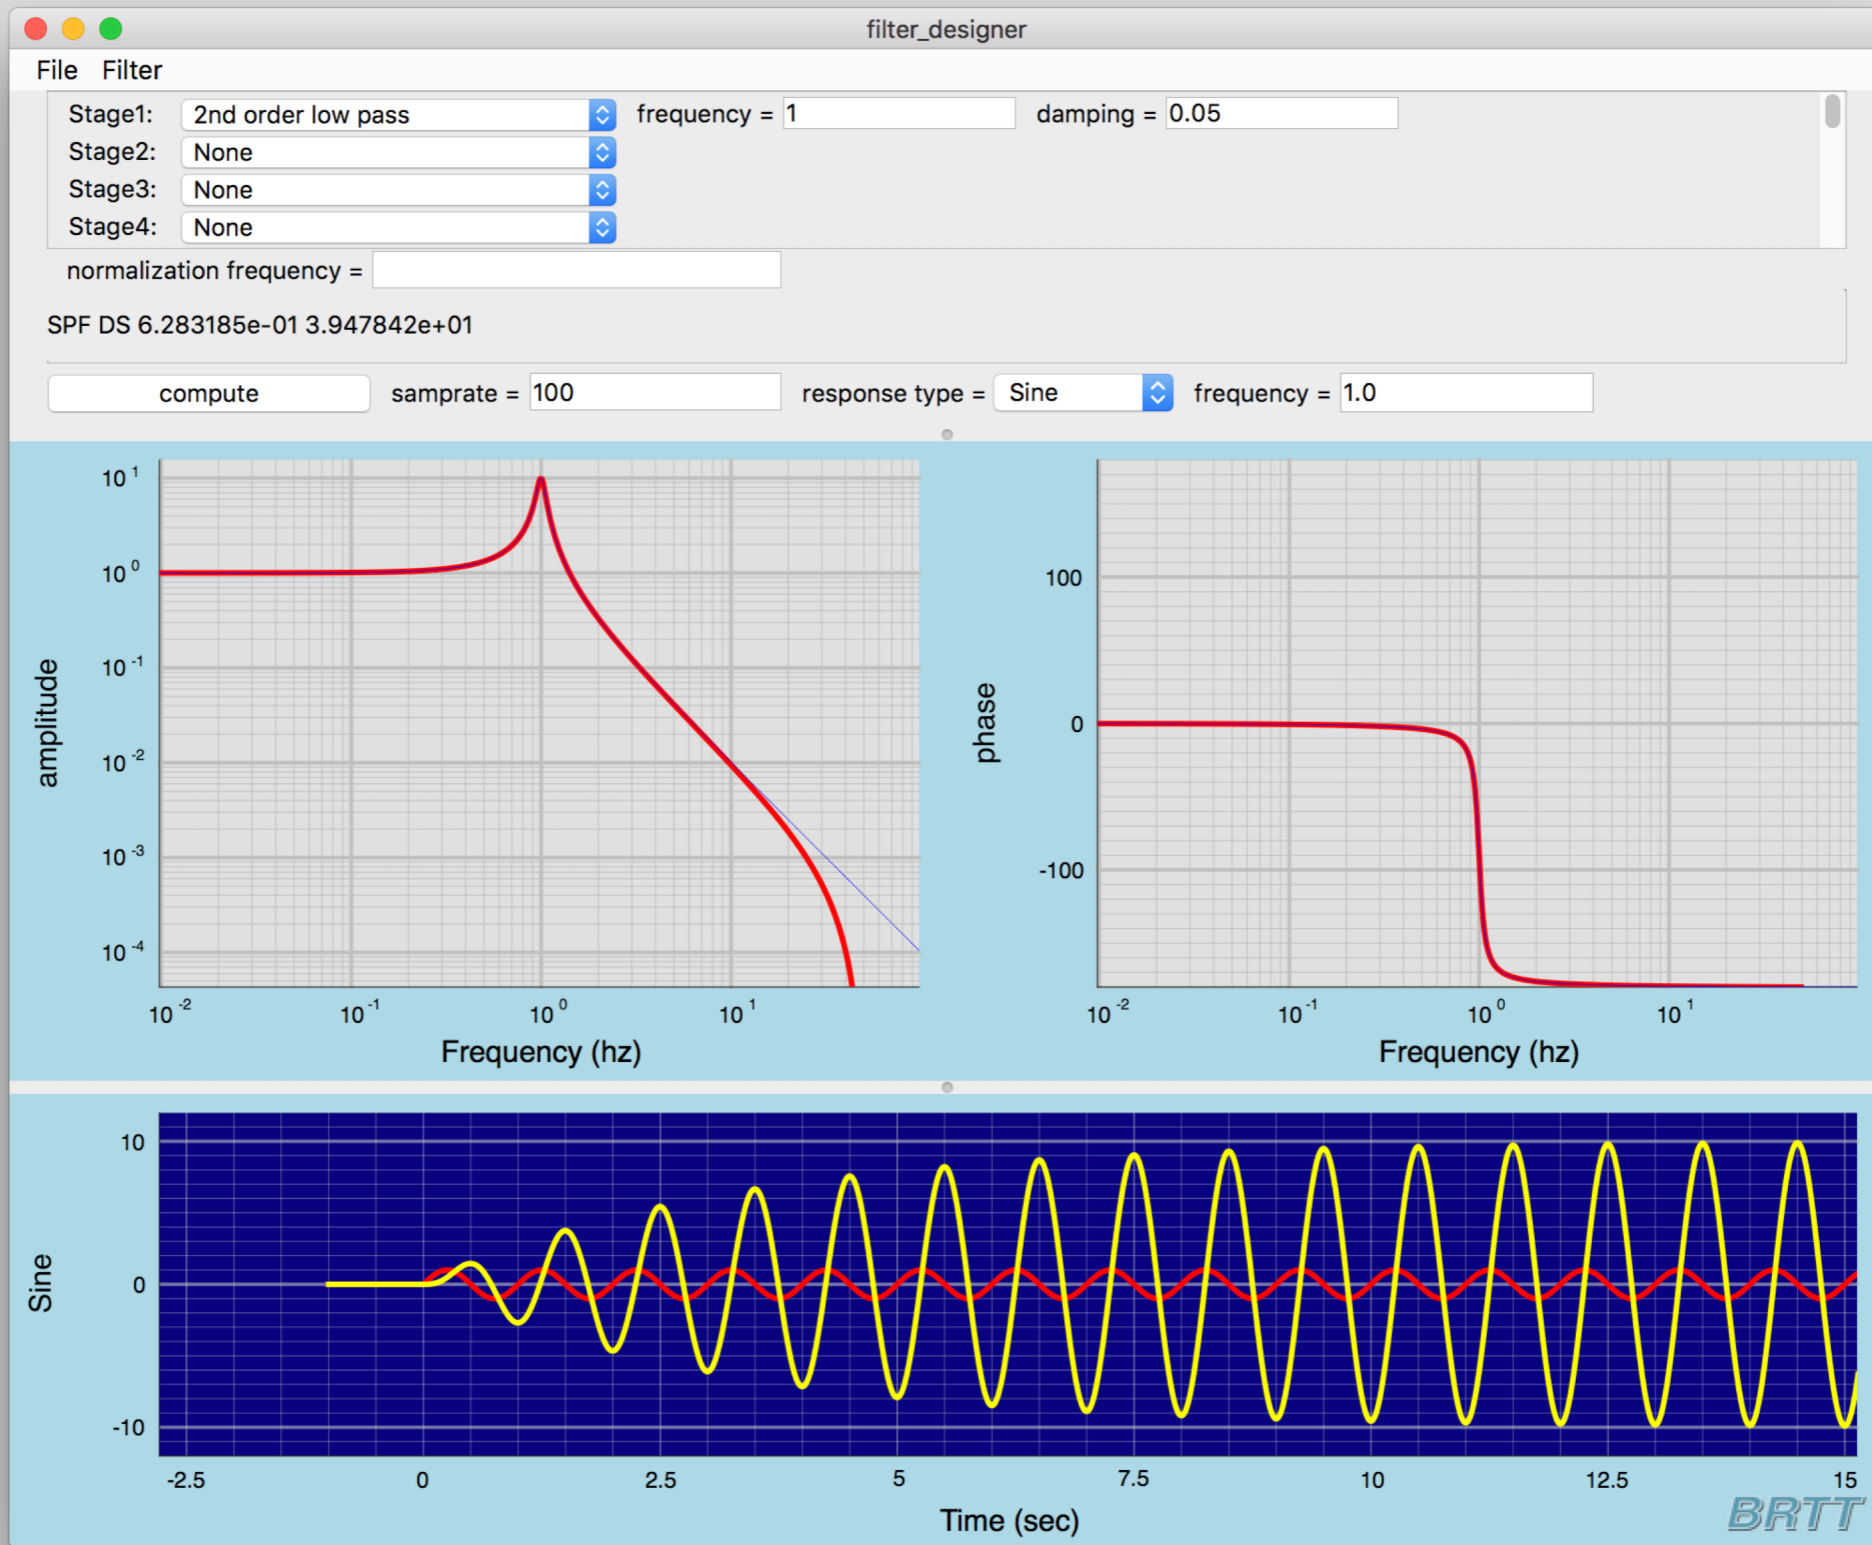 filter_designer
File Filter
Stage1: 2nd order low pass frequency = 1 damping = 0.05
Stage2: None
Stage3: None
Stage4: None
normalization frequency =
SPF DS 6.283185e-01 3.947842e+01
compute samprate = 100 response type = Sine frequency = 1.0
amplitude
10 1
10 0
10 -1
10 -2
10 -3
10 -4
10 -2 10 -1 10 0 10 1
Frequency (hz)
phase
100
0
-100
10 -2 10 -1 10 0 10 1
Frequency (hz)
Sine
10
0
-10
-2.5 0 2.5 5 7.5 10 12.5 15
Time (sec)
BRTT